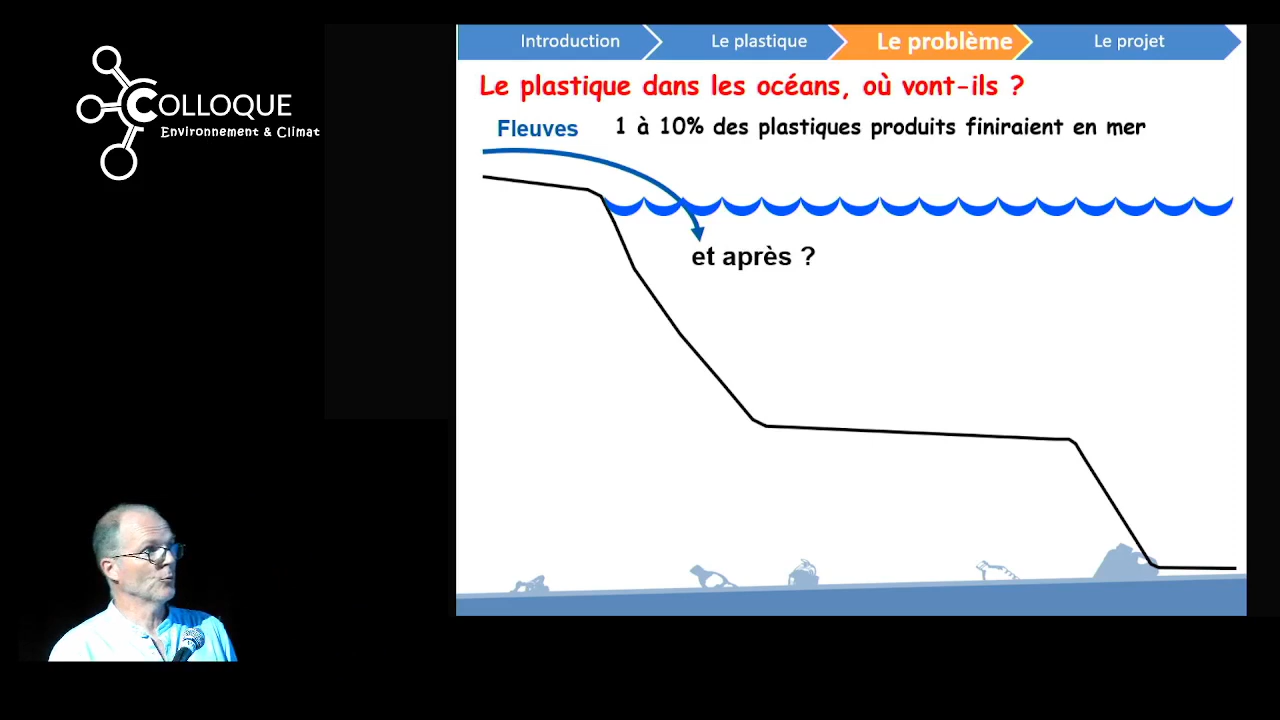 COLLOQUE
Environnement & Climat
Introduction
Le plastique
Le problème
Le projet
Le plastique dans les océans, où vont-ils ?
Fleuves
1 à 10% des plastiques produits finiraient en mer
et après ?